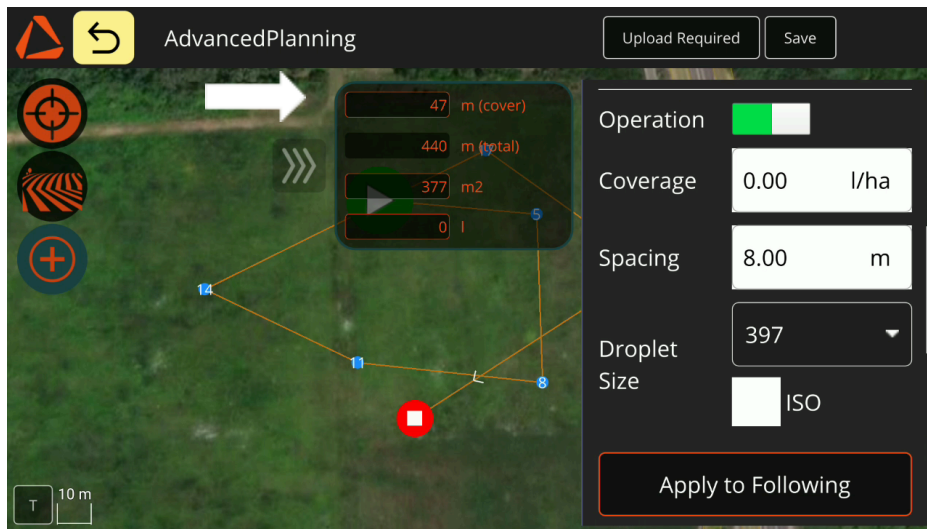 AdvancedPlanning
Upload Required
Save
47 m (cover)
440 m (total)
377 m2
0 l
5
14
11
8
T
10 m
Operation
Coverage 0.00 l/ha
Spacing 8.00 m
Droplet Size 397
ISO
Apply to Following